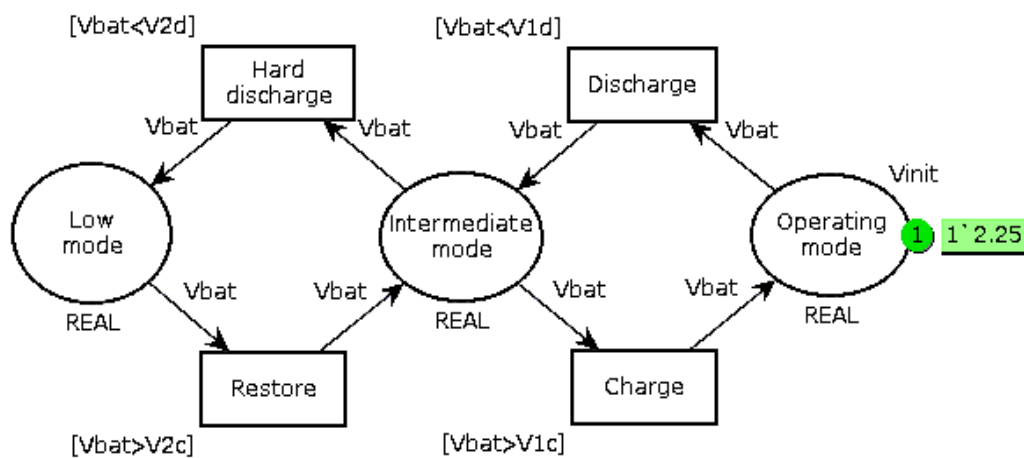 [Vbat<V2d]
[Vbat<V1d]
Hard
discharge
Discharge
Vbat
Vbat
Vbat
Vbat
Vinit
Low
mode
Intermediate
mode
Operating
mode
1
1`2.25
Vbat
Vbat
Vbat
Vbat
REAL
REAL
REAL
Restore
Charge
[Vbat>V2c]
[Vbat>V1c]